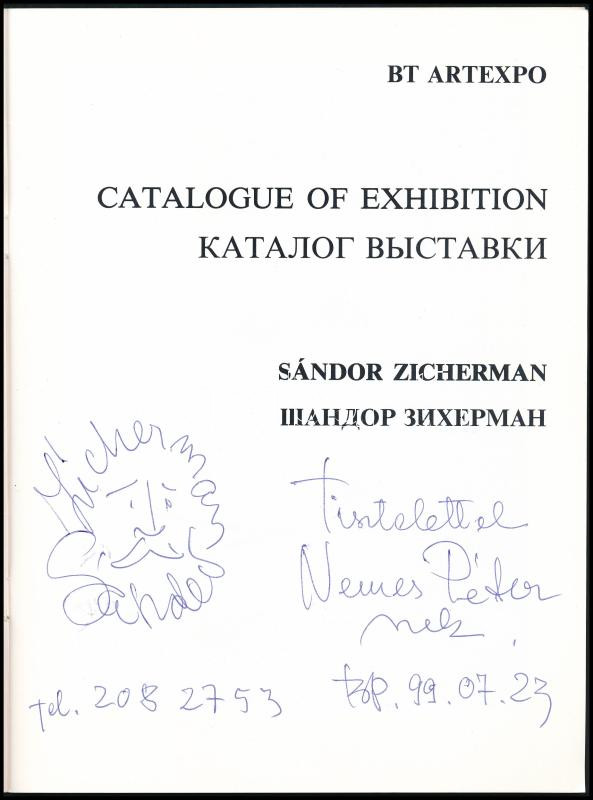 BT ARTEXPO
CATALOGUE OF EXHIBITION
КАТАЛОГ ВЫСТАВКИ
SÁNDOR ZICHERMAN
ШАНДОР ЗИХЕРМАН
Zicherman
Sándor
Tisztelettel
Nemes Péter
nek
tel. 208 2753
Bp. 99.07.23